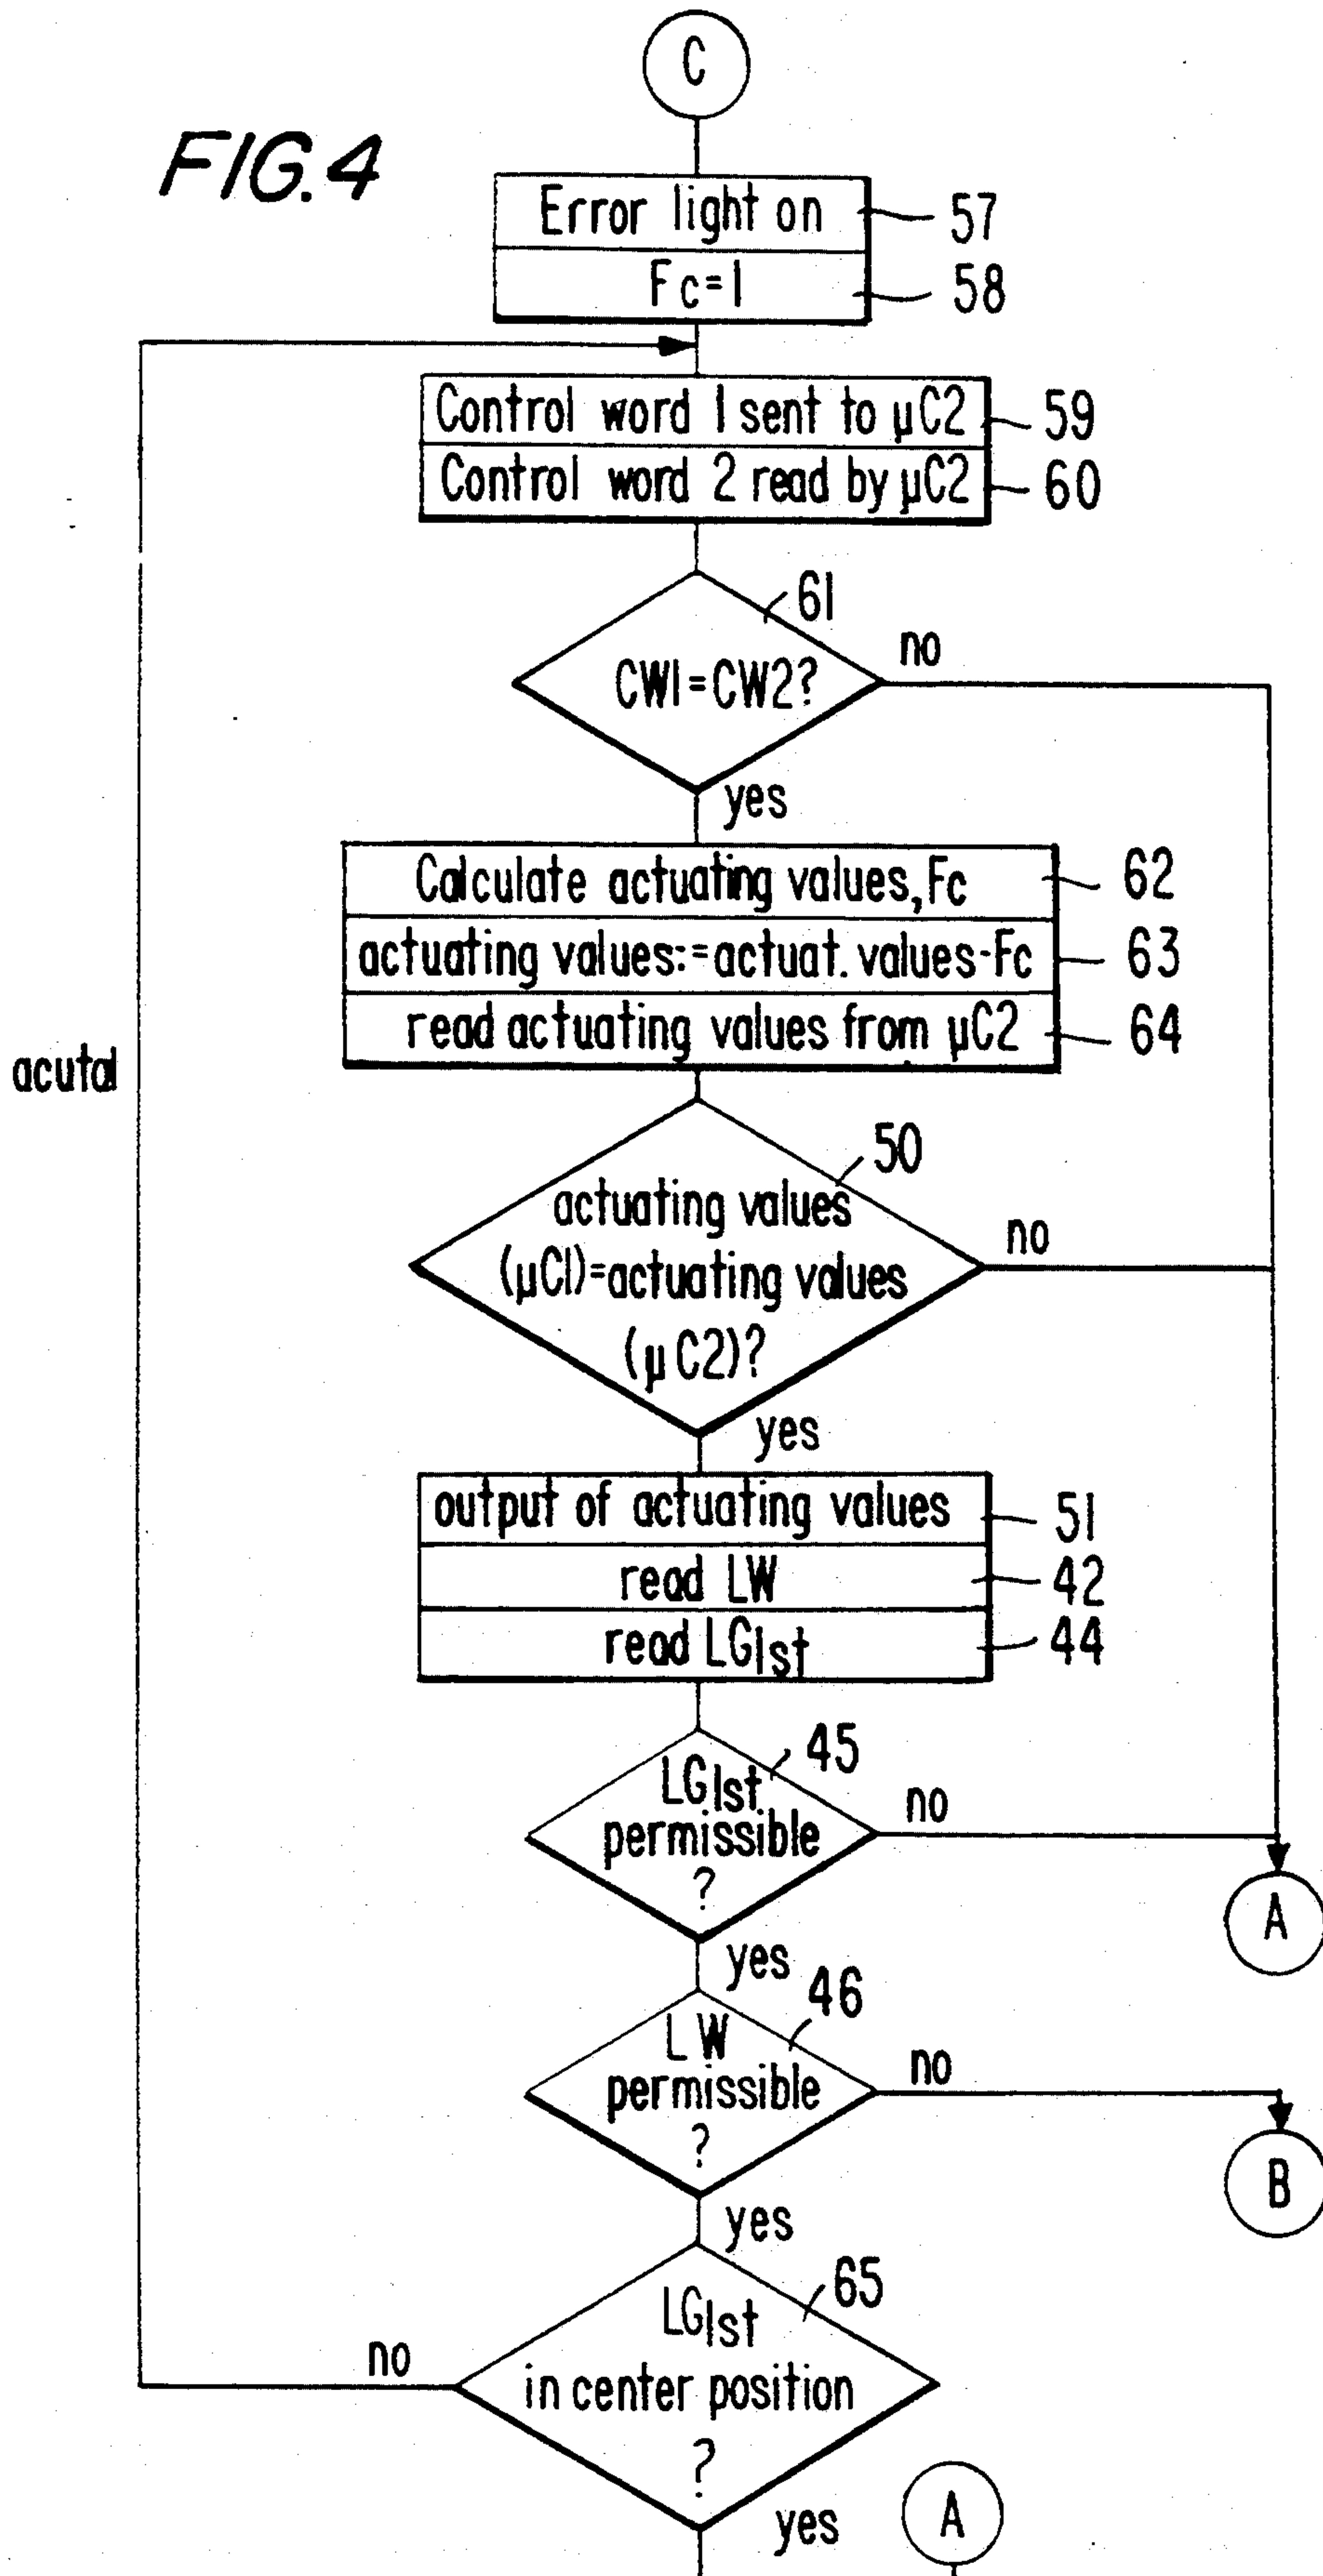 C
FIG.4
Error light on
57
Fc=1
58
Control word 1 sent to µC2
59
Control word 2 read by µC2
60
61
CW1=CW2?
no
yes
Calculate actuating values, Fc
62
actuating values:=actuat. values-Fc
63
read actuating values from µC2
64
acutal
50
actuating values
(µC1)=actuating values
(µC2)?
no
yes
output of actuating values
51
read LW
42
read LGIst
44
45
LGIst
permissible
?
no
A
yes
46
LW
permissible
?
no
B
yes
65
LGIst
in center position
?
no
yes
A